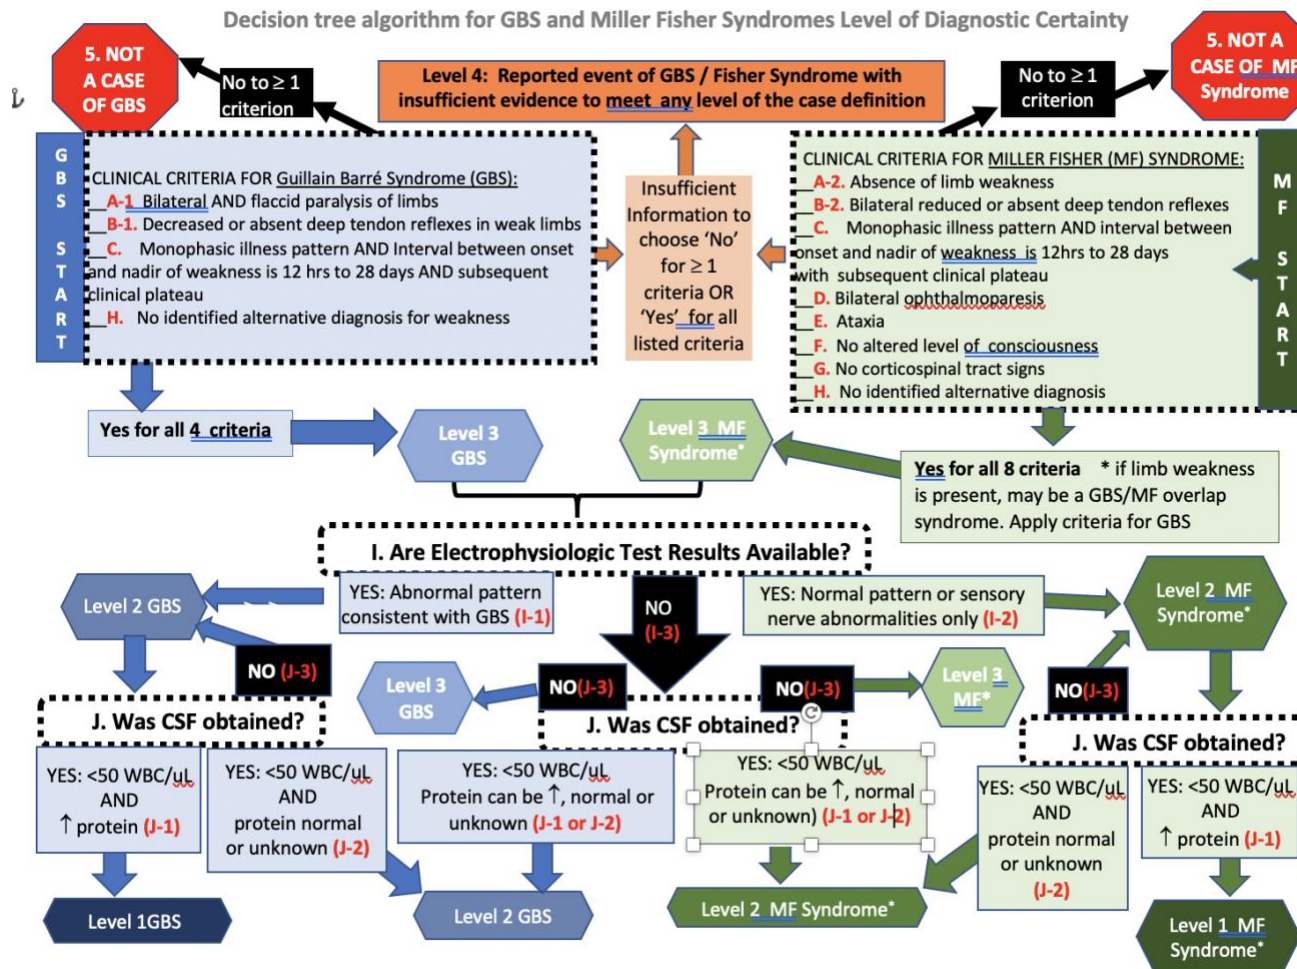 Decision tree algorithm for GBS and Miller Fisher Syndromes Level of Diagnostic Certainty
5. NOT
A CASE
OF GBS
No to ≥ 1
criterion
Level 4: Reported event of GBS / Fisher Syndrome with
insufficient evidence to meet any level of the case definition
No to ≥ 1
criterion
5. NOT A
CASE OF MF
Syndrome
G
B
S
S
T
A
R
T
CLINICAL CRITERIA FOR Guillain Barré Syndrome (GBS):
__A-1 Bilateral AND flaccid paralysis of limbs
__B-1. Decreased or absent deep tendon reflexes in weak limbs
__C. Monophasic illness pattern AND Interval between onset
and nadir of weakness is 12 hrs to 28 days AND subsequent
clinical plateau
__H. No identified alternative diagnosis for weakness
Insufficient
Information to
choose ‘No’
for ≥ 1
criteria OR
‘Yes’ for all
listed criteria
CLINICAL CRITERIA FOR MILLER FISHER (MF) SYNDROME:
__A-2. Absence of limb weakness
__B-2. Bilateral reduced or absent deep tendon reflexes
__C. Monophasic illness pattern AND interval between
onset and nadir of weakness is 12hrs to 28 days
with subsequent clinical plateau
__D. Bilateral ophthalmoparesis
__E. Ataxia
__F. No altered level of consciousness
__G. No corticospinal tract signs
__H. No identified alternative diagnosis
M
F
S
T
A
R
T
Yes for all 4 criteria
Level 3
GBS
Level 3 MF
Syndrome*
Yes for all 8 criteria * if limb weakness
is present, may be a GBS/MF overlap
syndrome. Apply criteria for GBS
I. Are Electrophysiologic Test Results Available?
Level 2 GBS
YES: Abnormal pattern
consistent with GBS (I-1)
NO
(I-3)
YES: Normal pattern or sensory
nerve abnormalities only (I-2)
Level 2 MF
Syndrome*
NO (J-3)
Level 3
GBS
NO(J-3)
NO(J-3)
Level 3
MF*
NO(J-3)
J. Was CSF obtained?
J. Was CSF obtained?
J. Was CSF obtained?
YES: <50 WBC/uL
AND
↑ protein (J-1)
YES: <50 WBC/uL
AND
protein normal
or unknown (J-2)
YES: <50 WBC/uL
Protein can be ↑, normal or
unknown (J-1 or J-2)
YES: <50 WBC/uL
Protein can be ↑, normal
or unknown) (J-1 or J-2)
YES: <50 WBC/uL
AND
protein normal
or unknown
(J-2)
YES: <50 WBC/uL
AND
↑ protein (J-1)
Level 1GBS
Level 2 GBS
Level 2 MF Syndrome*
Level 1 MF
Syndrome*